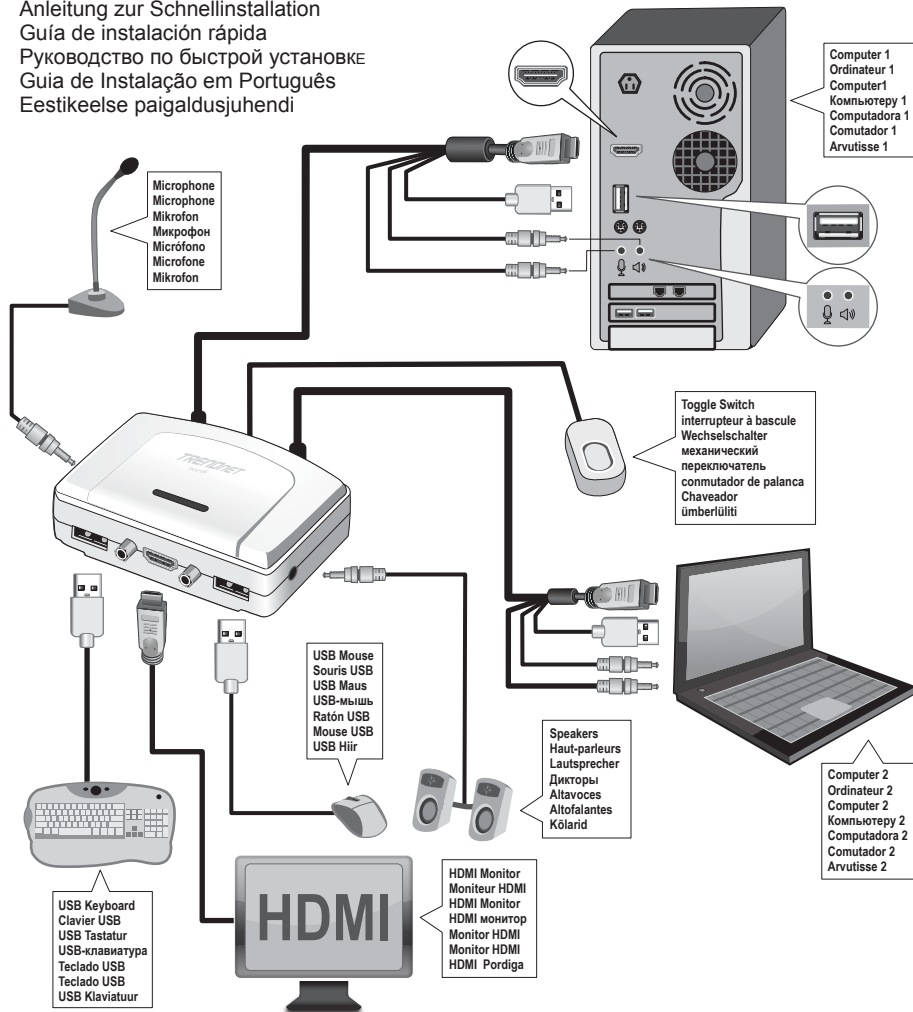 Anleitung zur Schnellinstallation
Guía de instalación rápida
Руководство по быстрой установкЕ
Guia de Instalação em Português
Eestikeelse paigaldusjuhendi
Computer 1
Ordinateur 1
Computer1
Компьютеру 1
Computadora 1
Comutador 1
Arvutisse 1
Microphone
Microphone
Mikrofon
Микрофон
Micrófono
Microfone
Mikrofon
Toggle Switch
interrupteur à bascule
Wechselschalter
механический
переключатель
conmutador de palanca
Chaveador
ümberlüliti
TRENDNET
USB Mouse
Souris USB
USB Maus
USB-мышь
Ratón USB
Mouse USB
USB Hiir
Speakers
Haut-parleurs
Lautsprecher
Дикторы
Altavoces
Altofalantes
Kõlarid
Computer 2
Ordinateur 2
Computer 2
Компьютеру 2
Computadora 2
Comutador 2
Arvutisse 2
HDMI
HDMI Monitor
Moniteur HDMI
HDMI Monitor
HDMI монитор
Monitor HDMI
Monitor HDMI
HDMI Pordiga
USB Keyboard
Clavier USB
USB Tastatur
USB-клавиатура
Teclado USB
Teclado USB
USB Klaviatuur